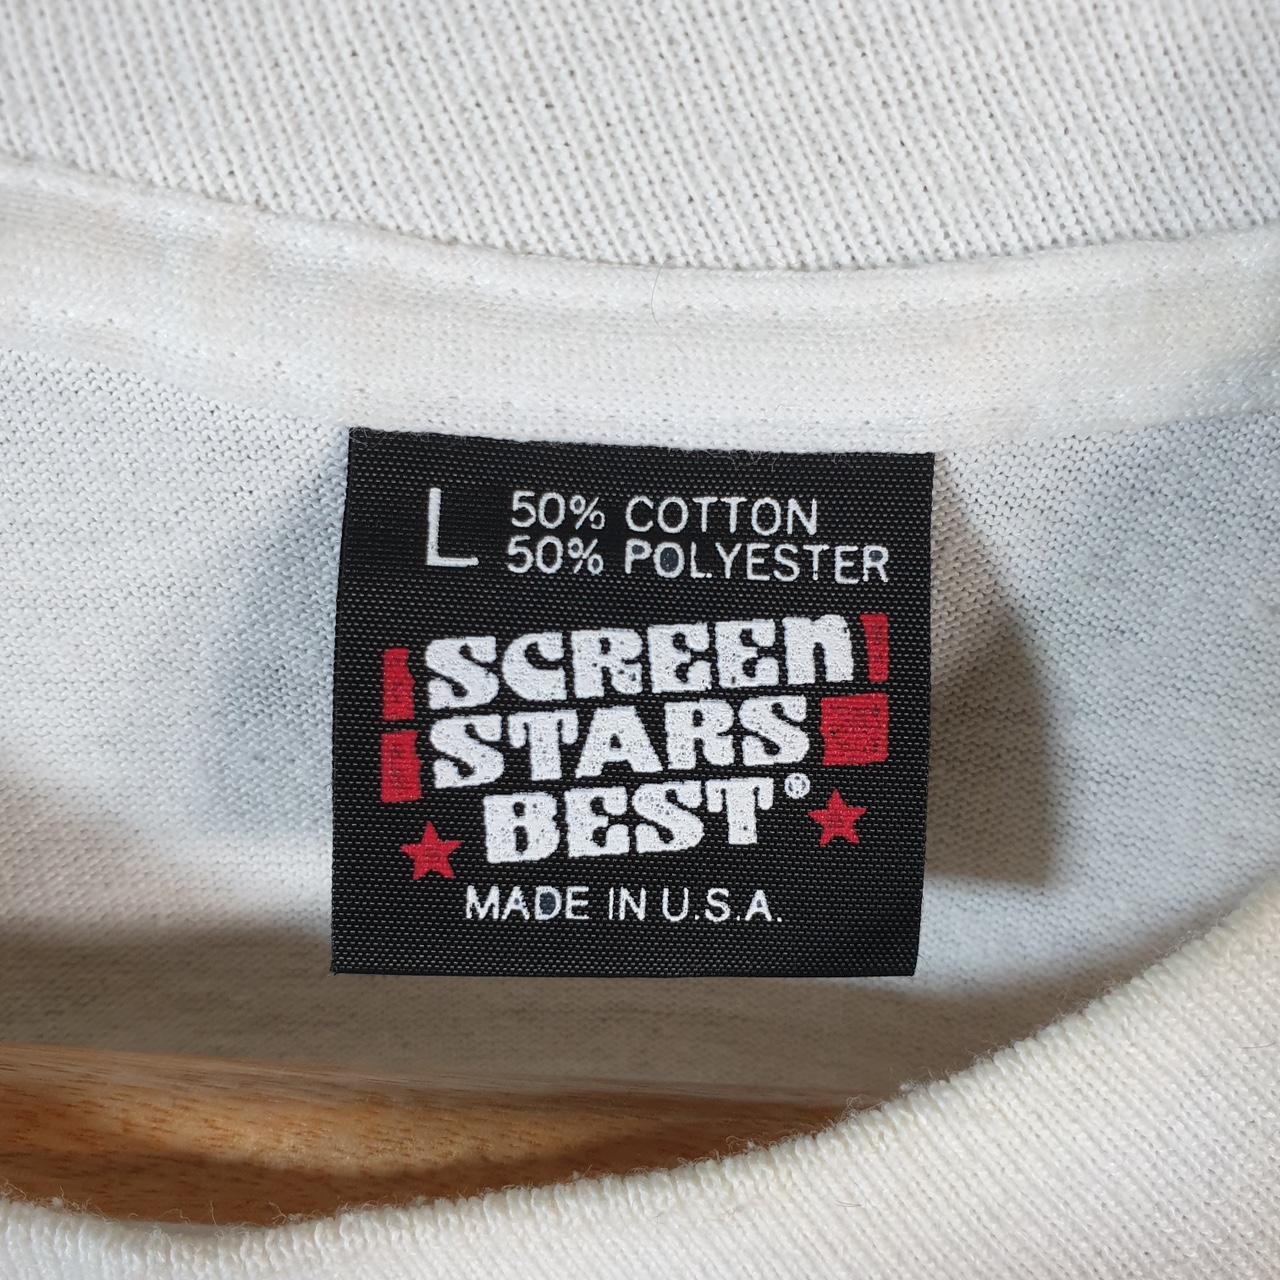 L 50% COTTON
50% POLYESTER
SCREEN
STARS
BEST®
MADE IN U.S.A.